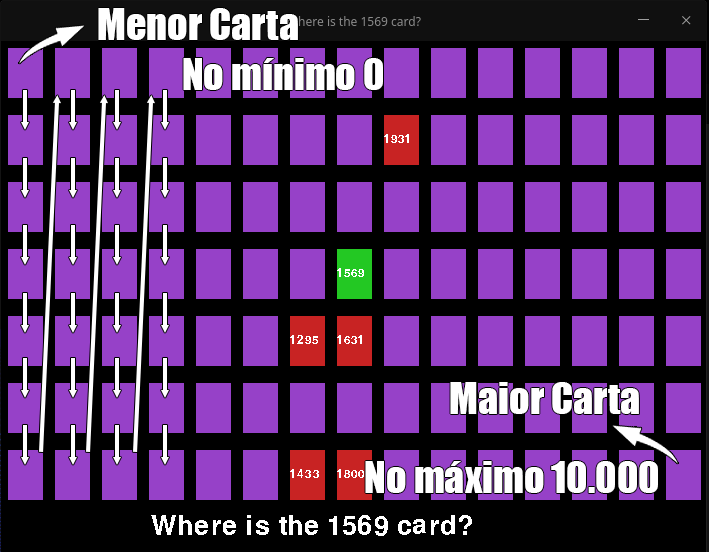 Menor Carta
here is the 1569 card?
No mínimo 0
1931
1569
1295
1631
Maior Carta
1433
1800
No máximo 10.000
Where is the 1569 card?